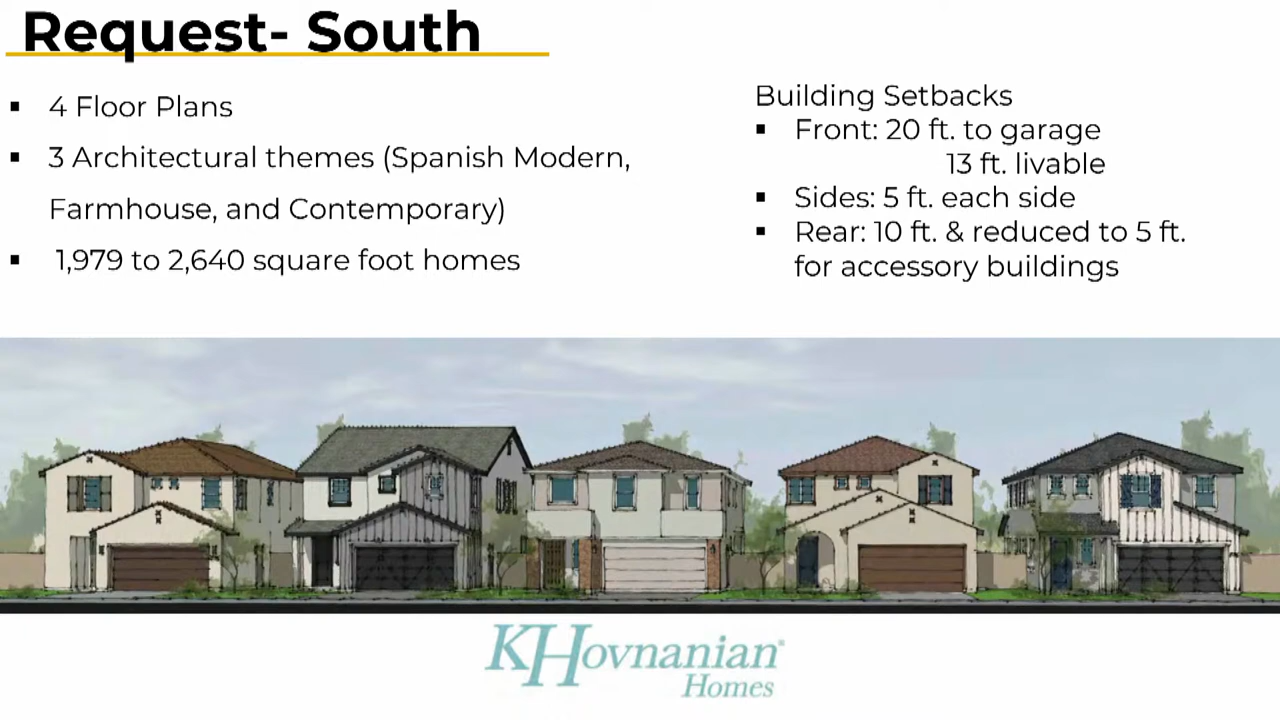 Request- South
▪ 4 Floor Plans
▪ 3 Architectural themes (Spanish Modern,
Farmhouse, and Contemporary)
▪ 1,979 to 2,640 square foot homes
Building Setbacks
▪ Front: 20 ft. to garage
13 ft. livable
▪ Sides: 5 ft. each side
▪ Rear: 10 ft. & reduced to 5 ft.
for accessory buildings
KHovnanian®
Homes